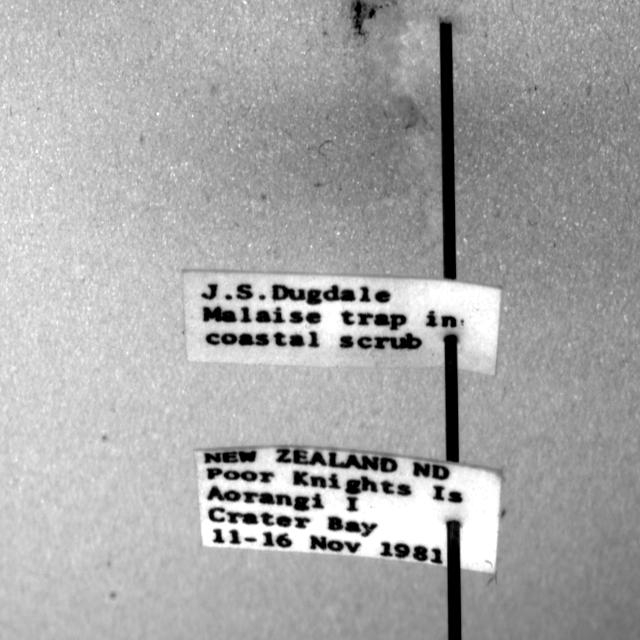 J.S.Dugdale
Malaise trap in
coastal scrub
NEW ZEALAND ND
Poor Knights Is
Aorangi I
Crater Bay
11-16 Nov 1981